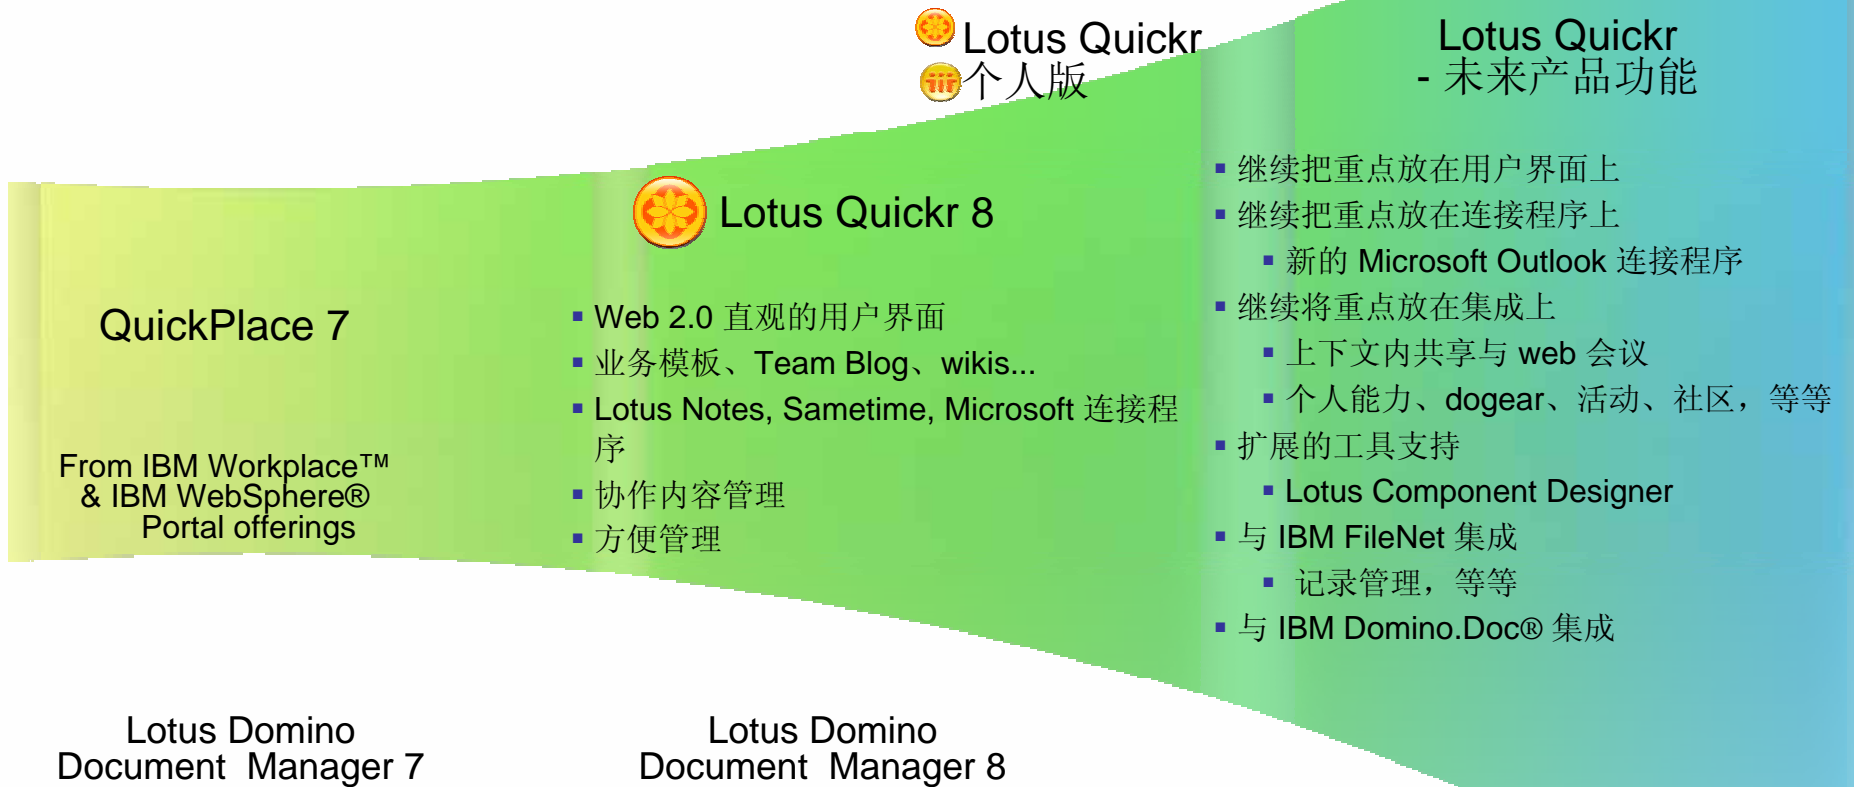 Lotus Quickr
个人版
Lotus Quickr
- 未来产品功能
QuickPlace 7
From IBM Workplace™
& IBM WebSphere®
Portal offerings
Lotus Quickr 8
Web 2.0 直观的用户界面
业务模板、Team Blog、wikis...
Lotus Notes, Sametime, Microsoft 连接程
序
协作内容管理
方便管理
继续把重点放在用户界面上
继续把重点放在连接程序上
新的 Microsoft Outlook 连接程序
继续将重点放在集成上
上下文内共享与 web 会议
个人能力、dogear、活动、社区，等等
扩展的工具支持
Lotus Component Designer
与 IBM FileNet 集成
记录管理，等等
与 IBM Domino.Doc® 集成
Lotus Domino
Document Manager 7
Lotus Domino
Document Manager 8